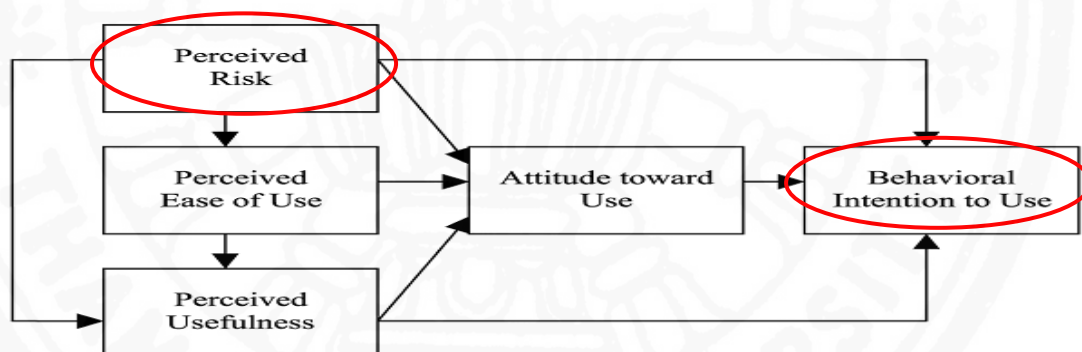 Perceived
Risk
Perceived
Ease of Use
Attitude toward
Use
Behavioral
Intention to Use
Perceived
Usefulness